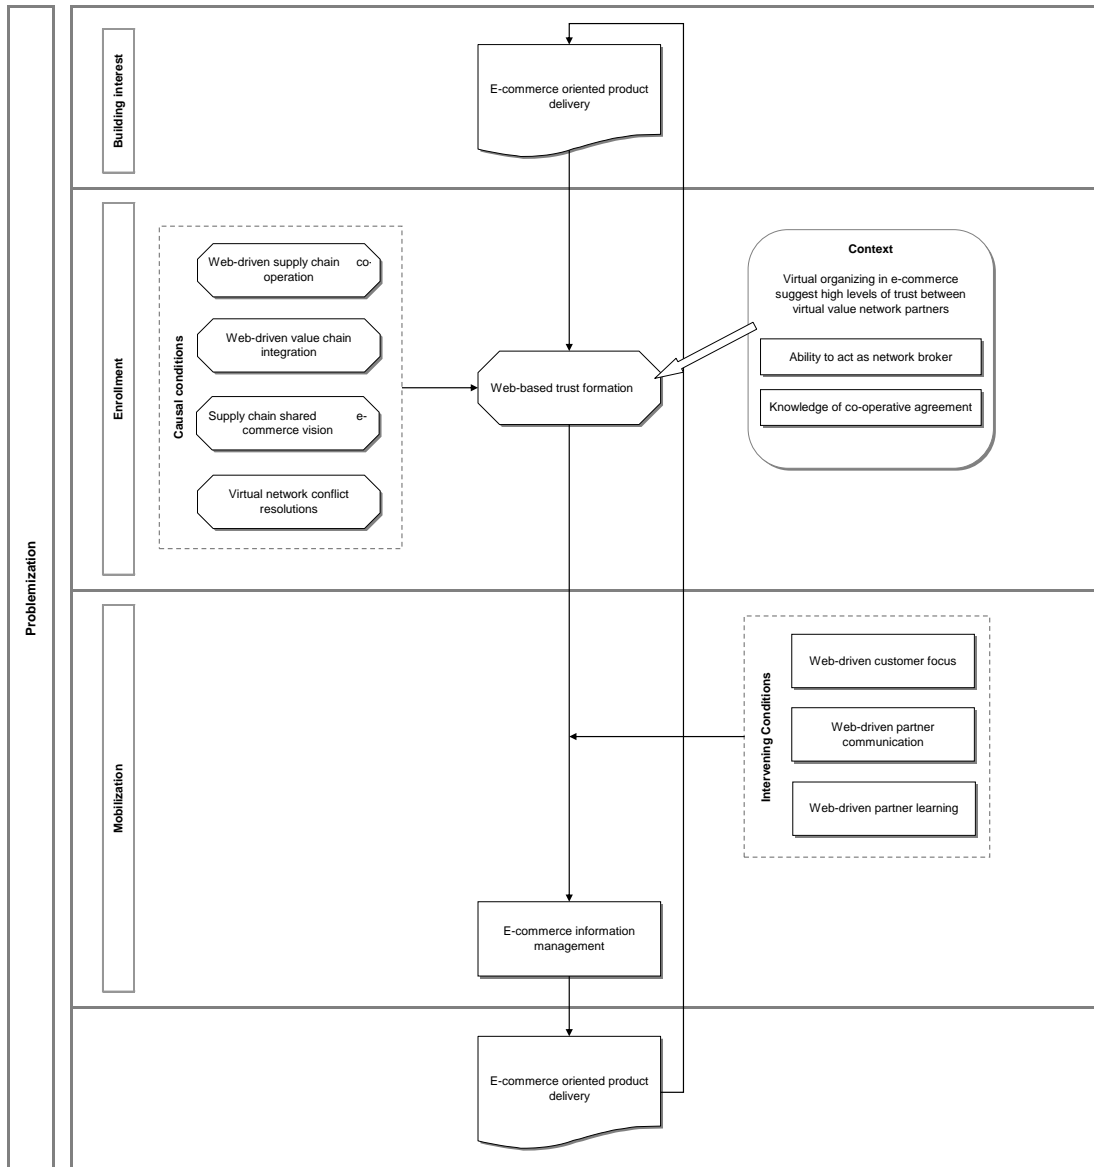 Problemization
Building interest
E-commerce oriented product
delivery
Enrollment
Causal conditions
Web-driven supply chain co-
operation
Web-driven value chain
integration
Supply chain shared e-
commerce vision
Virtual network conflict
resolutions
Web-based trust formation
Context
Virtual organizing in e-commerce
suggest high levels of trust between
virtual value network partners
Ability to act as network broker
Knowledge of co-operative agreement
Mobilization
Intervening Conditions
Web-driven customer focus
Web-driven partner
communication
Web-driven partner learning
E-commerce information
management
E-commerce oriented product
delivery